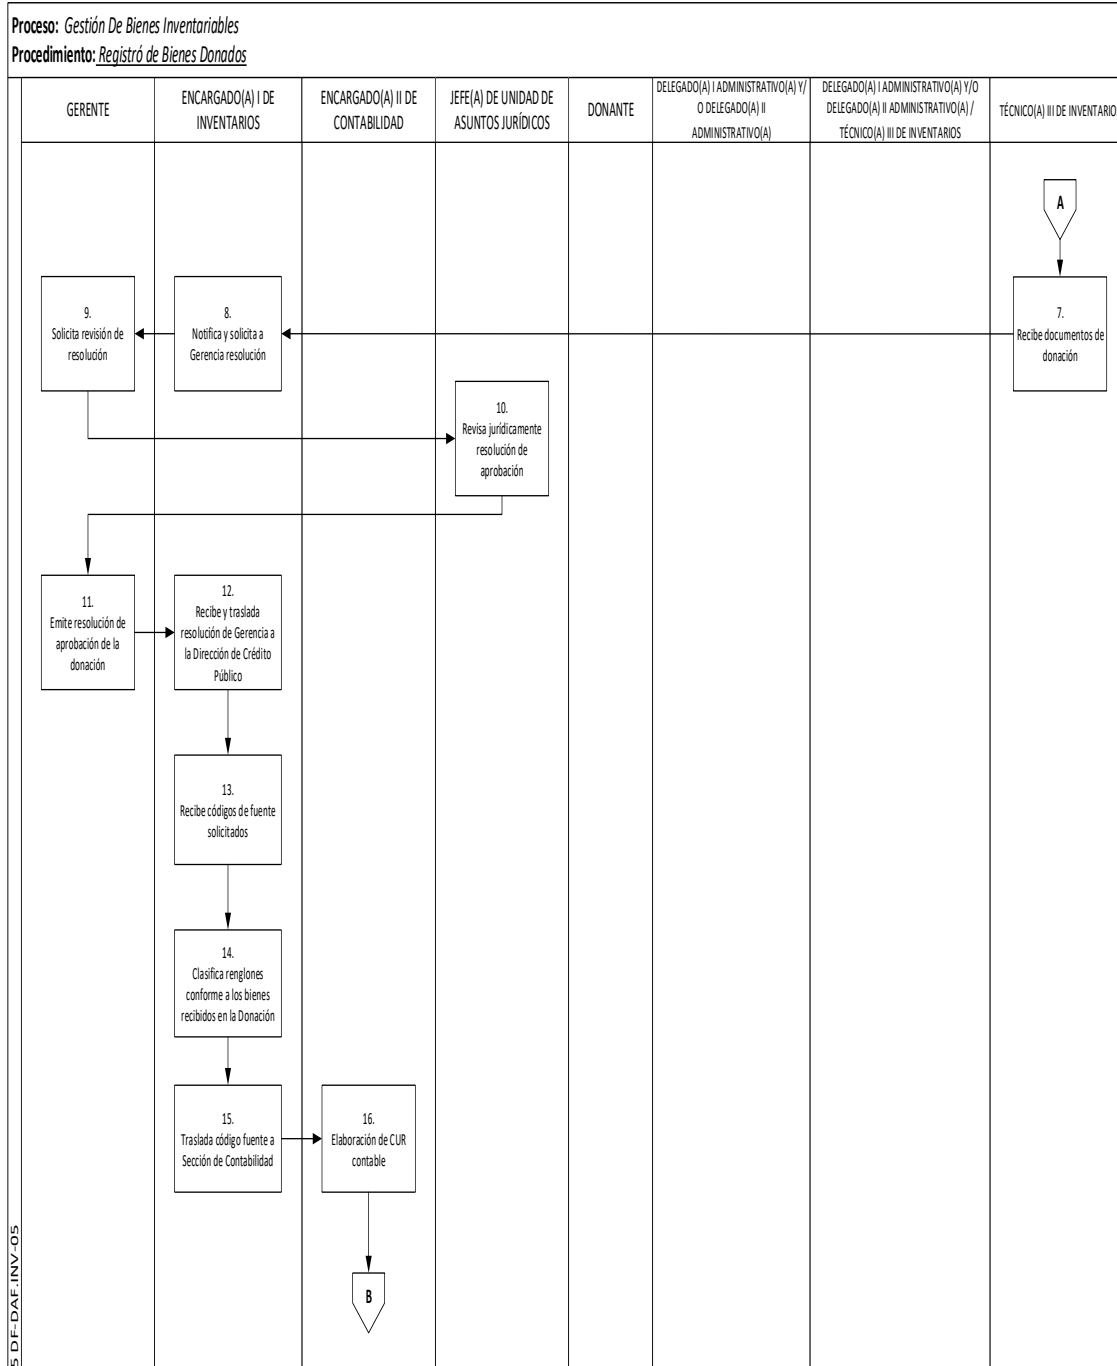 Proceso: Gestión De Bienes Inventariables
Procedimiento: Registró de Bienes Donados
GERENTE
ENCARGADO(A) I DE
INVENTARIOS
ENCARGADO(A) II DE
CONTABILIDAD
JEFE(A) DE UNIDAD DE
ASUNTOS JURÍDICOS
DONANTE
DELEGADO(A) I ADMINISTRATIVO(A) Y/
O DELEGADO(A) II
ADMINISTRATIVO(A)
DELEGADO(A) I ADMINISTRATIVO(A) Y/O
DELEGADO(A) II ADMINISTRATIVO(A) /
TÉCNICO(A) III DE INVENTARIOS
TÉCNICO(A) III DE INVENTARIO
A
9.
Solicita revisión de
resolución
8.
Notifica y solicita a
Gerencia resolución
7.
Recibe documentos de
donación
10.
Revisa jurídicamente
resolución de
aprobación
11.
Emite resolución de
aprobación de la
donación
12.
Recibe y traslada
resolución de Gerencia a
la Dirección de Crédito
Público
13.
Recibe códigos de fuente
solicitados
14.
Clasifica renglones
conforme a los bienes
recibidos en la Donación
15.
Traslada código fuente a
Sección de Contabilidad
16.
Elaboración de CUR
contable
B
DF-DAF.INV-05